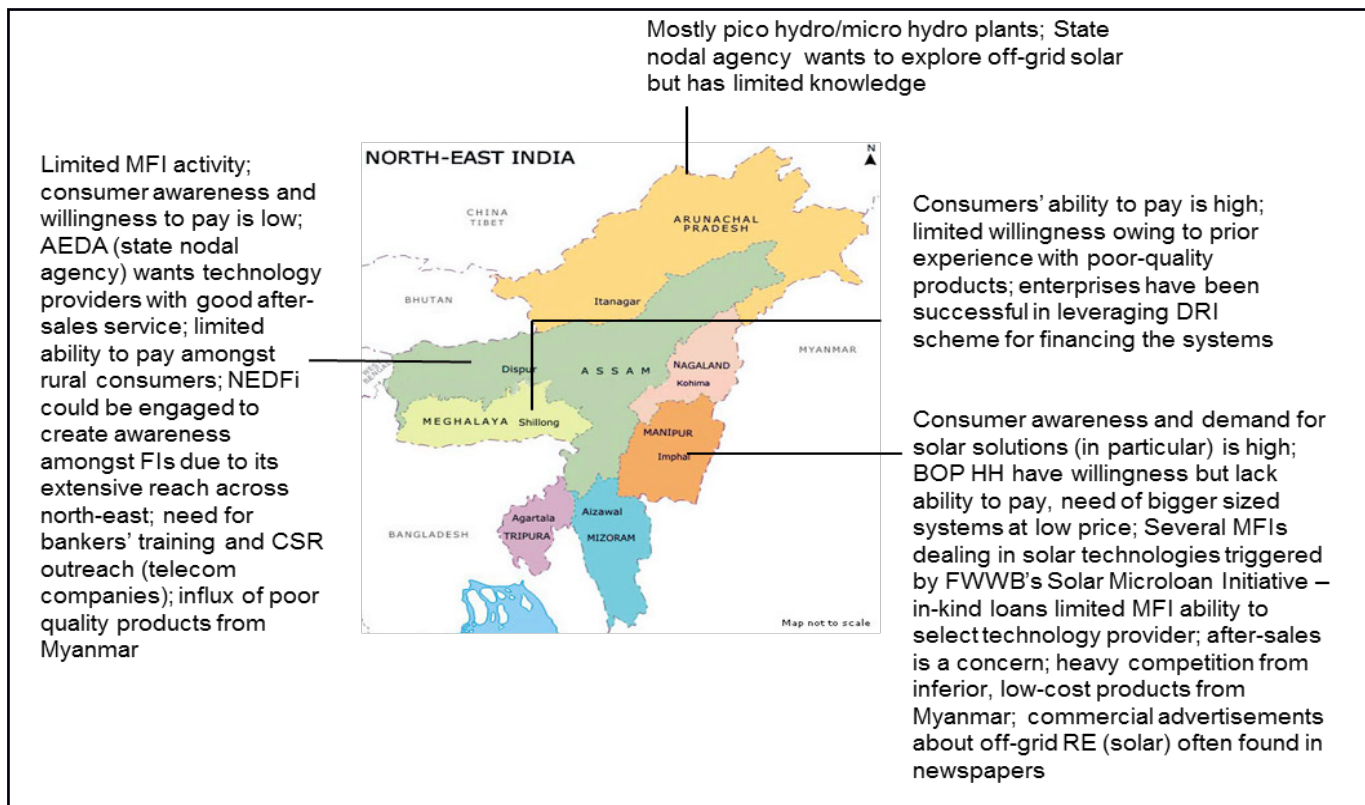 Mostly pico hydro/micro hydro plants; State
nodal agency wants to explore off-grid solar
but has limited knowledge
Limited MFI activity;
consumer awareness and
willingness to pay is low;
AEDA (state nodal
agency) wants technology
providers with good after-
sales service; limited
ability to pay amongst
rural consumers; NEDFi
could be engaged to
create awareness
amongst FIs due to its
extensive reach across
north-east; need for
bankers' training and CSR
outreach (telecom
companies); influx of poor
quality products from
Myanmar
NORTH-EAST INDIA
N
CHINA
TIBET
ARUNACHAL
PRADESH
BHUTAN
Itanagar
WEST
BENGAL
Dispur
ASSAM
NAGALAND
Kohima
MYANMAR
MEGHALAYA
Shillong
MANIPUR
Imphal
BANGLADESH
Agartala
TRIPURA
Aizawal
MIZORAM
Map not to scale
Consumers' ability to pay is high;
limited willingness owing to prior
experience with poor-quality
products; enterprises have been
successful in leveraging DRI
scheme for financing the systems
Consumer awareness and demand for
solar solutions (in particular) is high;
BOP HH have willingness but lack
ability to pay, need of bigger sized
systems at low price; Several MFIs
dealing in solar technologies triggered
by FWWB's Solar Microloan Initiative –
in-kind loans limited MFI ability to
select technology provider; after-sales
is a concern; heavy competition from
inferior, low-cost products from
Myanmar; commercial advertisements
about off-grid RE (solar) often found in
newspapers